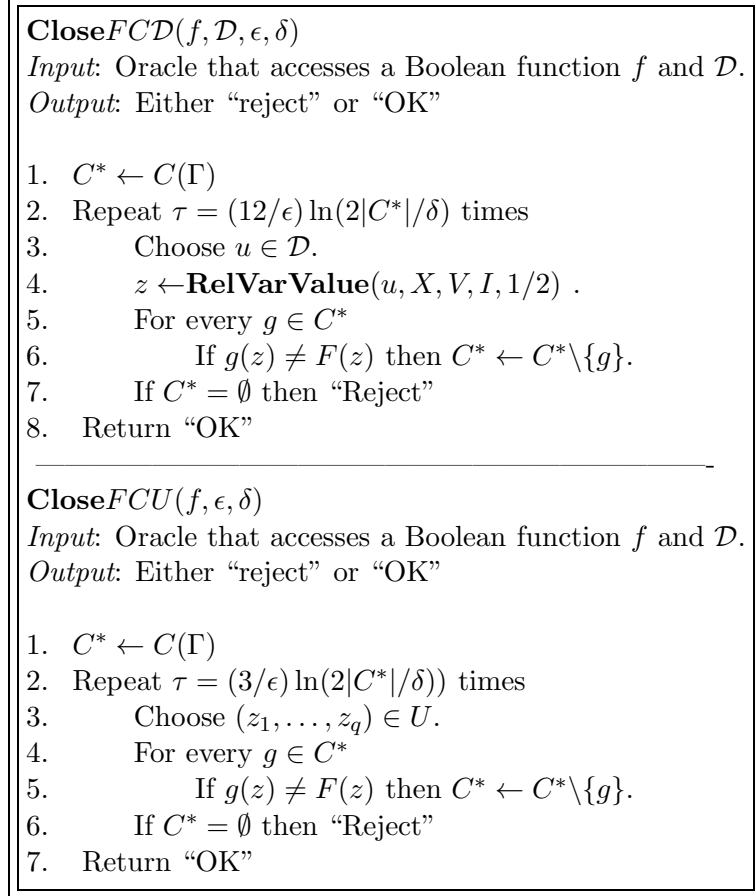 CloseFC𝒟(f, 𝒟, ϵ, δ)
Input: Oracle that accesses a Boolean function f and 𝒟.
Output: Either “reject” or “OK”
1. C* ← C(Γ)
2. Repeat τ = (12/ϵ) ln(2|C*|/δ) times
3. Choose u ∈ 𝒟.
4. z ←RelVarValue(u, X, V, I, 1/2) .
5. For every g ∈ C*
6. If g(z) ≠ F(z) then C* ← C*\{g}.
7. If C* = ∅ then “Reject”
8. Return “OK”
CloseFCU(f, ϵ, δ)
Input: Oracle that accesses a Boolean function f and 𝒟.
Output: Either “reject” or “OK”
1. C* ← C(Γ)
2. Repeat τ = (3/ϵ) ln(2|C*|/δ)) times
3. Choose (z₁, . . . , z_q) ∈ U.
4. For every g ∈ C*
5. If g(z) ≠ F(z) then C* ← C*\{g}.
6. If C* = ∅ then “Reject”
7. Return “OK”